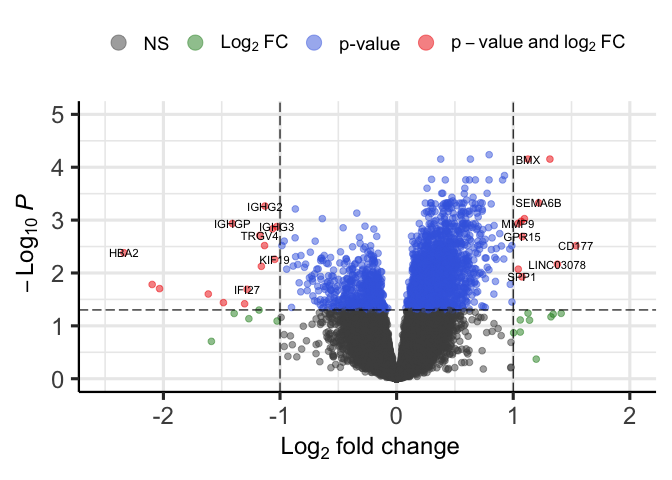 NS Log2 FC p-value p − value and log2 FC
− Log10 P
5
4
3
2
1
0
BMX
SEMA6B
IGHG2
MMP9
IGHGP
IGHG3
TRGV4
GPR15
CD177
HBA2
KIF19
LINC03078
SPP1
IFI27
-2 -1 0 1 2
Log2 fold change